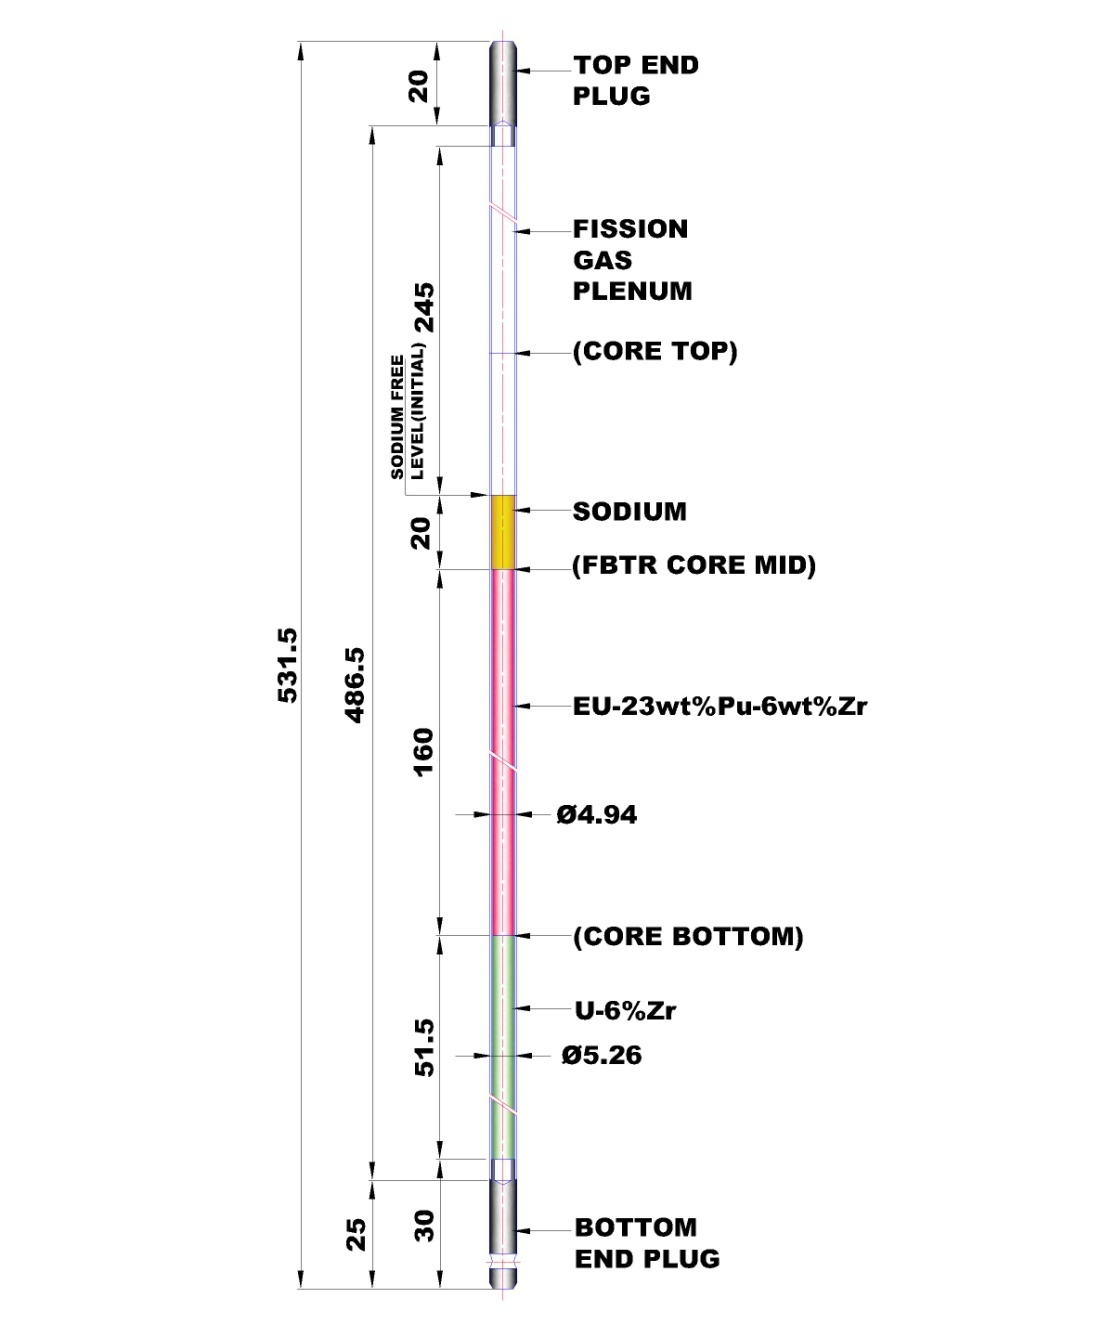 20
TOP END
PLUG
FISSION
GAS
PLENUM
245
(CORE TOP)
SODIUM FREE
LEVEL(INITIAL)
SODIUM
20
(FBTR CORE MID)
531.5
486.5
EU-23wt%Pu-6wt%Zr
160
Ø4.94
(CORE BOTTOM)
U-6%Zr
51.5
Ø5.26
25
30
BOTTOM
END PLUG